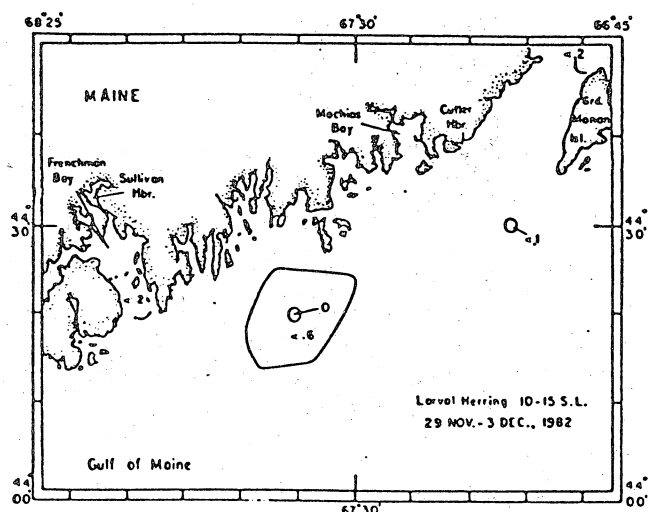 68°25'
67°30'
66°45'
<.2
MAINE
Grd.
Manan
Isl.
Machias
Bay
Cutler
Hbr.
Frenchman
Bay
Sullivan
Hbr.
44°
30'
44°
30'
<.1
<.2
0
<.6
Larval Herring 10-15 S.L.
29 NOV.-3 DEC., 1982
Gulf of Maine
44°
00'
44°
00'
67°30'